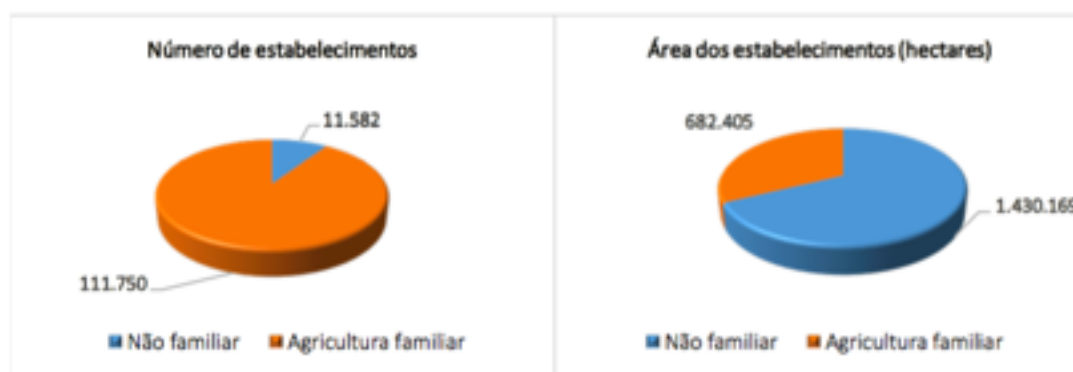 Número de estabelecimentos
11.582
111.750
Não familiar Agricultura familiar
Área dos estabelecimentos (hectares)
682.405
1.430.169
Não familiar Agricultura familiar